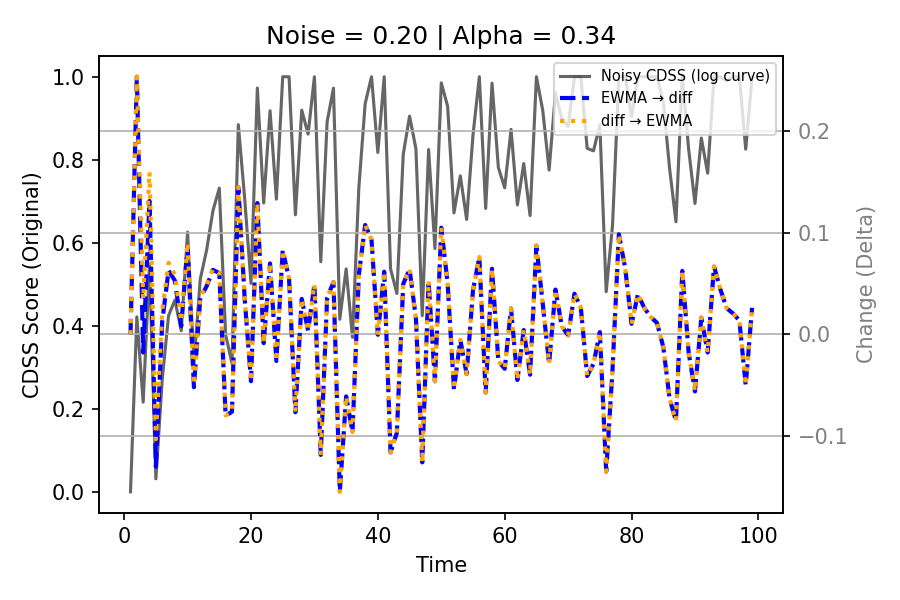 Noise = 0.20 | Alpha = 0.34
Noisy CDSS (log curve)
EWMA → diff
diff → EWMA
CDSS Score (Original)
1.0
0.8
0.6
0.4
0.2
0.0
0.2
0.1
0.0
−0.1
Change (Delta)
0 20 40 60 80 100
Time